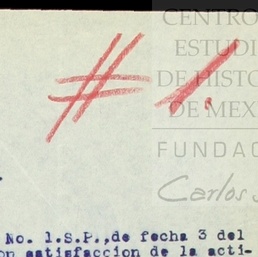 CENTRO
ESTUDI
DE HISTO
DE MEX
FUNDAC
Carlos
# 1.
No. 1.S.P.,de fecha 3 del
on satisfaccion de la acti-